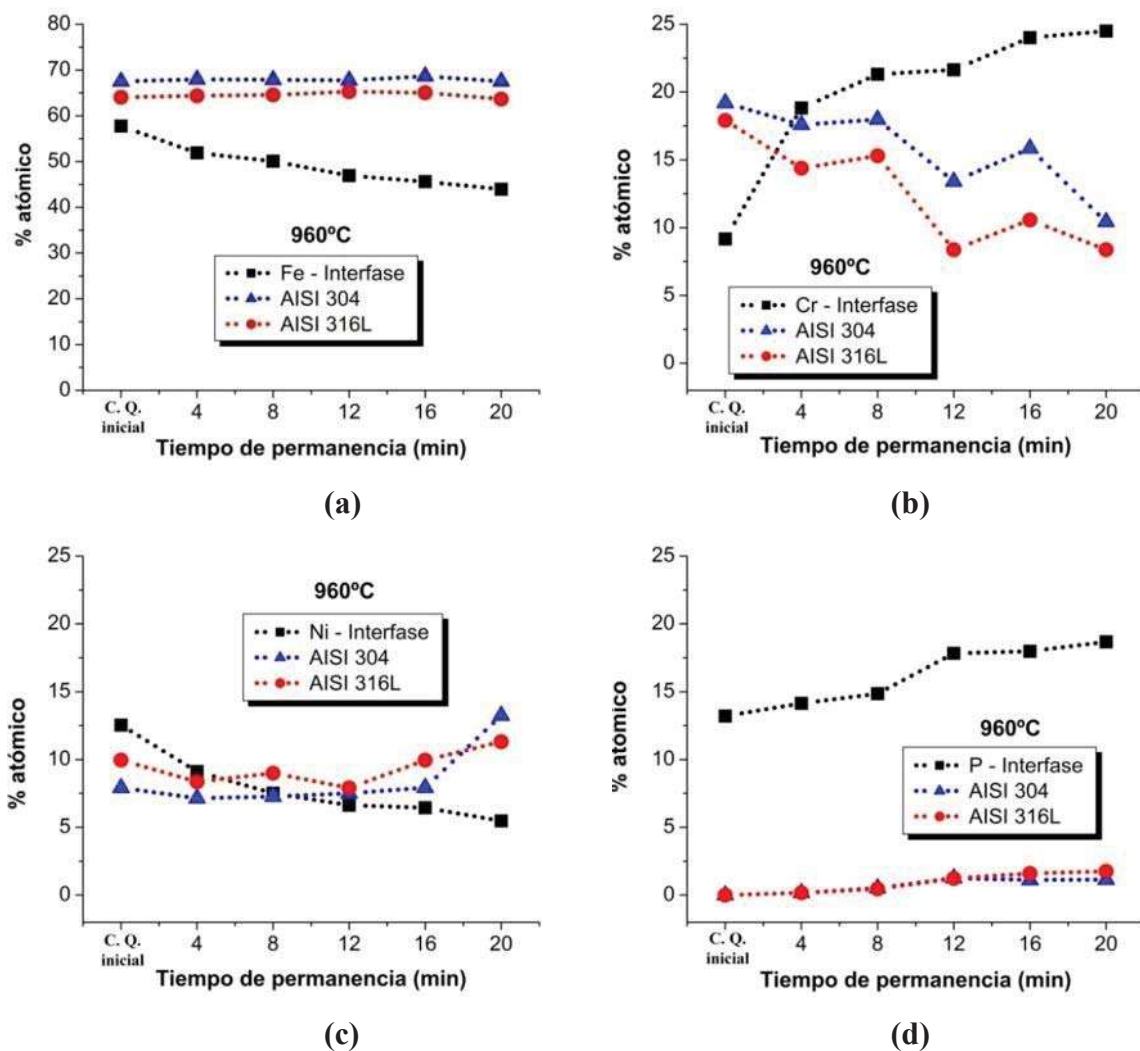 80
70
60
50
40
30
20
10
0
% atómico
960ºC
Fe - Interfase
AISI 304
AISI 316L
C. Q. inicial
4 8 12 16 20
Tiempo de permanencia (min)
(a)
25
20
15
10
5
0
% atómico
960ºC
Cr - Interfase
AISI 304
AISI 316L
C. Q. inicial
4 8 12 16 20
Tiempo de permanencia (min)
(b)
25
20
15
10
5
0
% atómico
960ºC
Ni - Interfase
AISI 304
AISI 316L
C. Q. inicial
4 8 12 16 20
Tiempo de permanencia (min)
(c)
25
20
15
10
5
0
% atómico
960ºC
P - Interfase
AISI 304
AISI 316L
C. Q. inicial
4 8 12 16 20
Tiempo de permanencia (min)
(d)